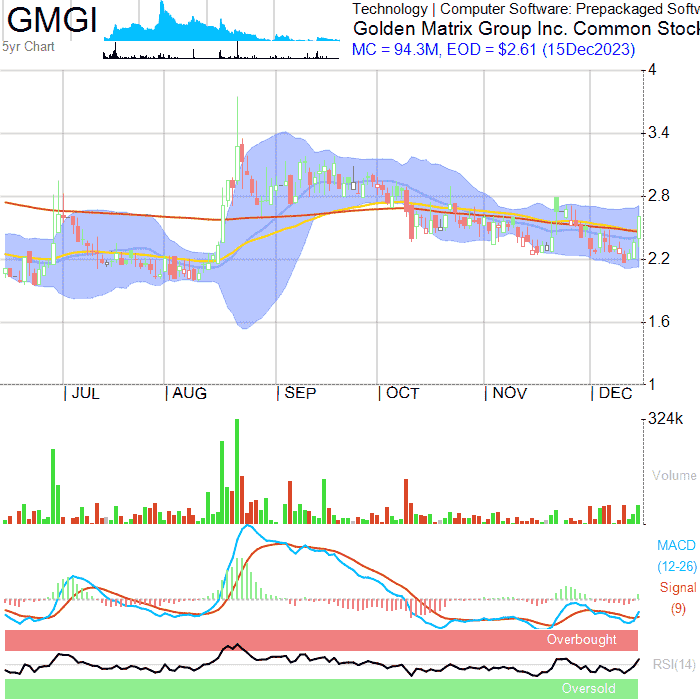 GMGI
5yr Chart
Technology | Computer Software: Prepackaged Softw
Golden Matrix Group Inc. Common Stock
MC = 94.3M, EOD = $2.61 (15Dec2023)
4
3.4
2.8
2.2
1.6
1
| JUL | AUG | SEP | OCT | NOV | DEC
324k
Volume
MACD
(12-26)
Signal
(9)
Overbought
RSI(14)
Oversold